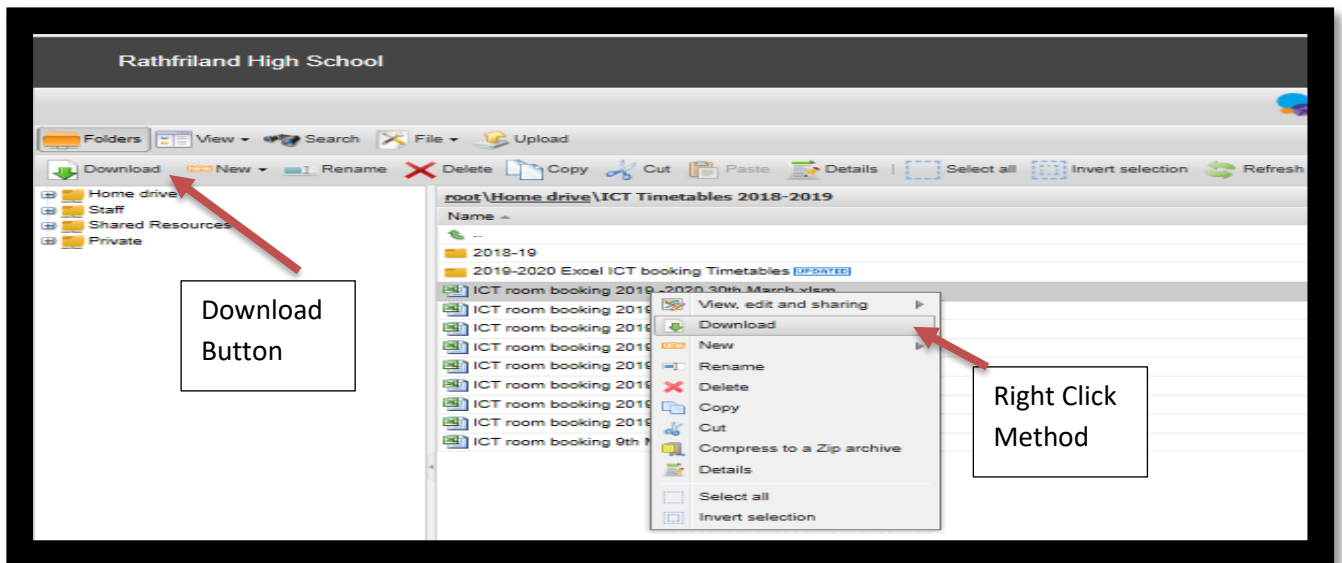 Rathfriland High School
Folders View Search File Upload
Download New Rename Delete Copy Cut Paste Details Select all Invert selection Refresh
Home drive
Staff
Shared Resources
Private
Download
Button
root\Home drive\ICT Timetables 2018-2019
Name
..
2018-19
2019-2020 Excel ICT booking Timetables UPDATED
ICT room booking 2019 -2020 30th March xlsm
ICT room booking 2019
ICT room booking 2019
ICT room booking 2019
ICT room booking 2019
ICT room booking 2019
ICT room booking 2019
ICT room booking 2019
ICT room booking 9th
View, edit and sharing
Download
New
Rename
Delete
Copy
Cut
Compress to a Zip archive
Details
Select all
Invert selection
Right Click
Method